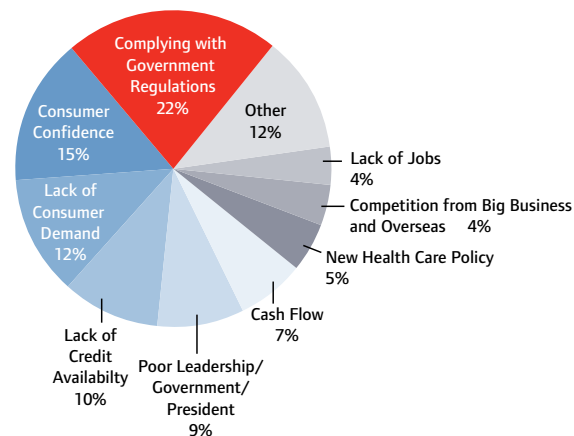 Complying with
Government
Regulations
22%
Other
12%
Lack of Jobs
4%
Competition from Big Business
and Overseas 4%
New Health Care Policy
5%
Cash Flow
7%
Poor Leadership/
Government/
President
9%
Lack of
Credit
Availabilty
10%
Lack of
Consumer
Demand
12%
Consumer
Confidence
15%